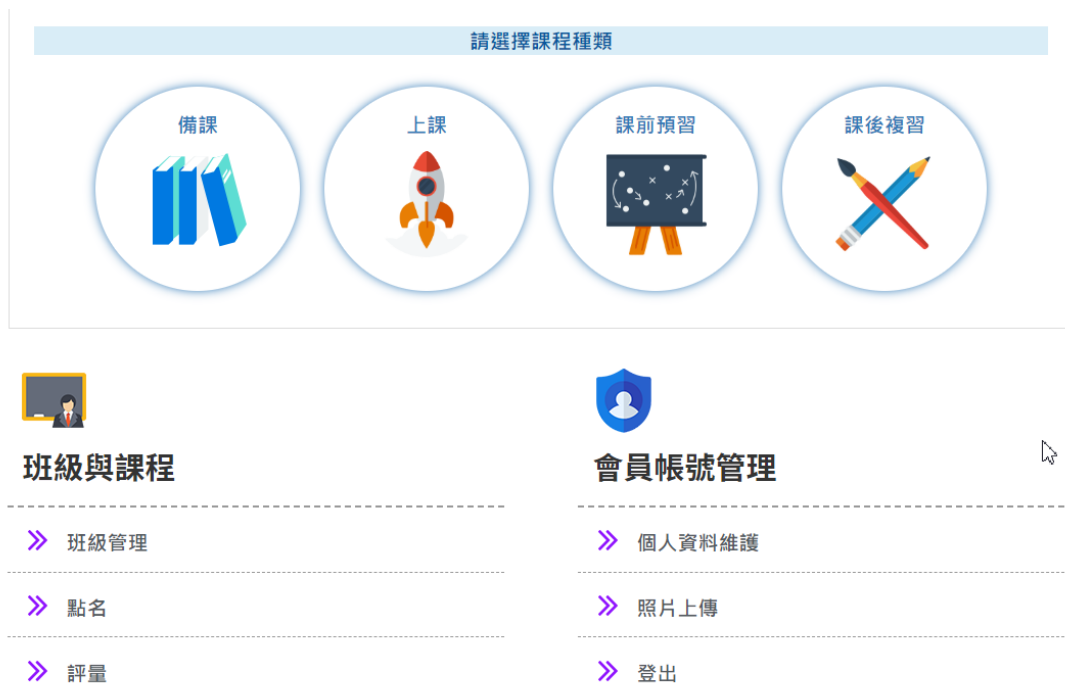 請選擇課程種類
備課
上課
課前預習
課後複習
班級與課程
班級管理
點名
評量
會員帳號管理
個人資料維護
照片上傳
登出